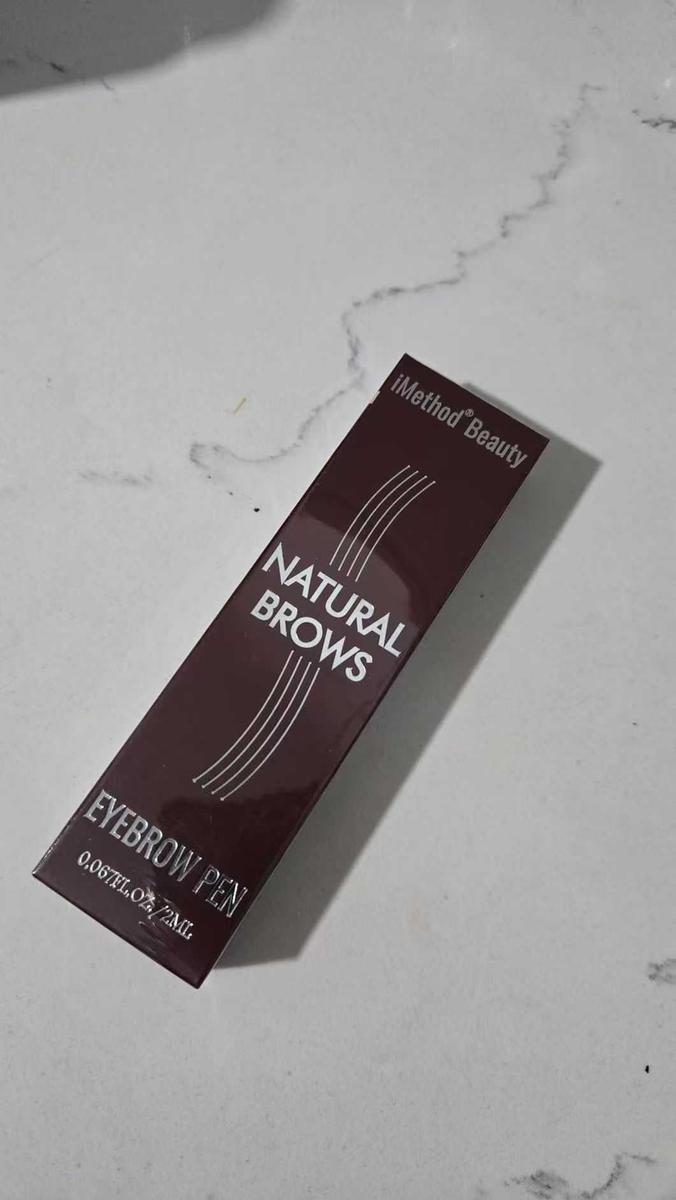 iMethod® Beauty
NATURAL
BROWS
EYEBROW PEN
0.067FL.OZ./2ML